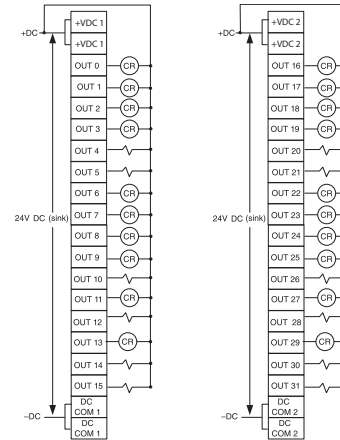 +DC
+VDC 1
+VDC 1
OUT 0 CR
OUT 1 CR
OUT 2 CR
OUT 3 CR
OUT 4
OUT 5
OUT 6 CR
24V DC (sink)
OUT 7 CR
OUT 8 CR
OUT 9 CR
OUT 10
OUT 11 CR
OUT 12
OUT 13 CR
OUT 14
OUT 15
DC
COM 1
-DC
DC
COM 1
+DC
+VDC 2
+VDC 2
OUT 16 CR
OUT 17 CR
OUT 18 CR
OUT 19 CR
OUT 20
OUT 21
OUT 22 CR
24V DC (sink)
OUT 23 CR
OUT 24 CR
OUT 25 CR
OUT 26
OUT 27 CR
OUT 28
OUT 29 CR
OUT 30
OUT 31
DC
COM 2
-DC
DC
COM 2